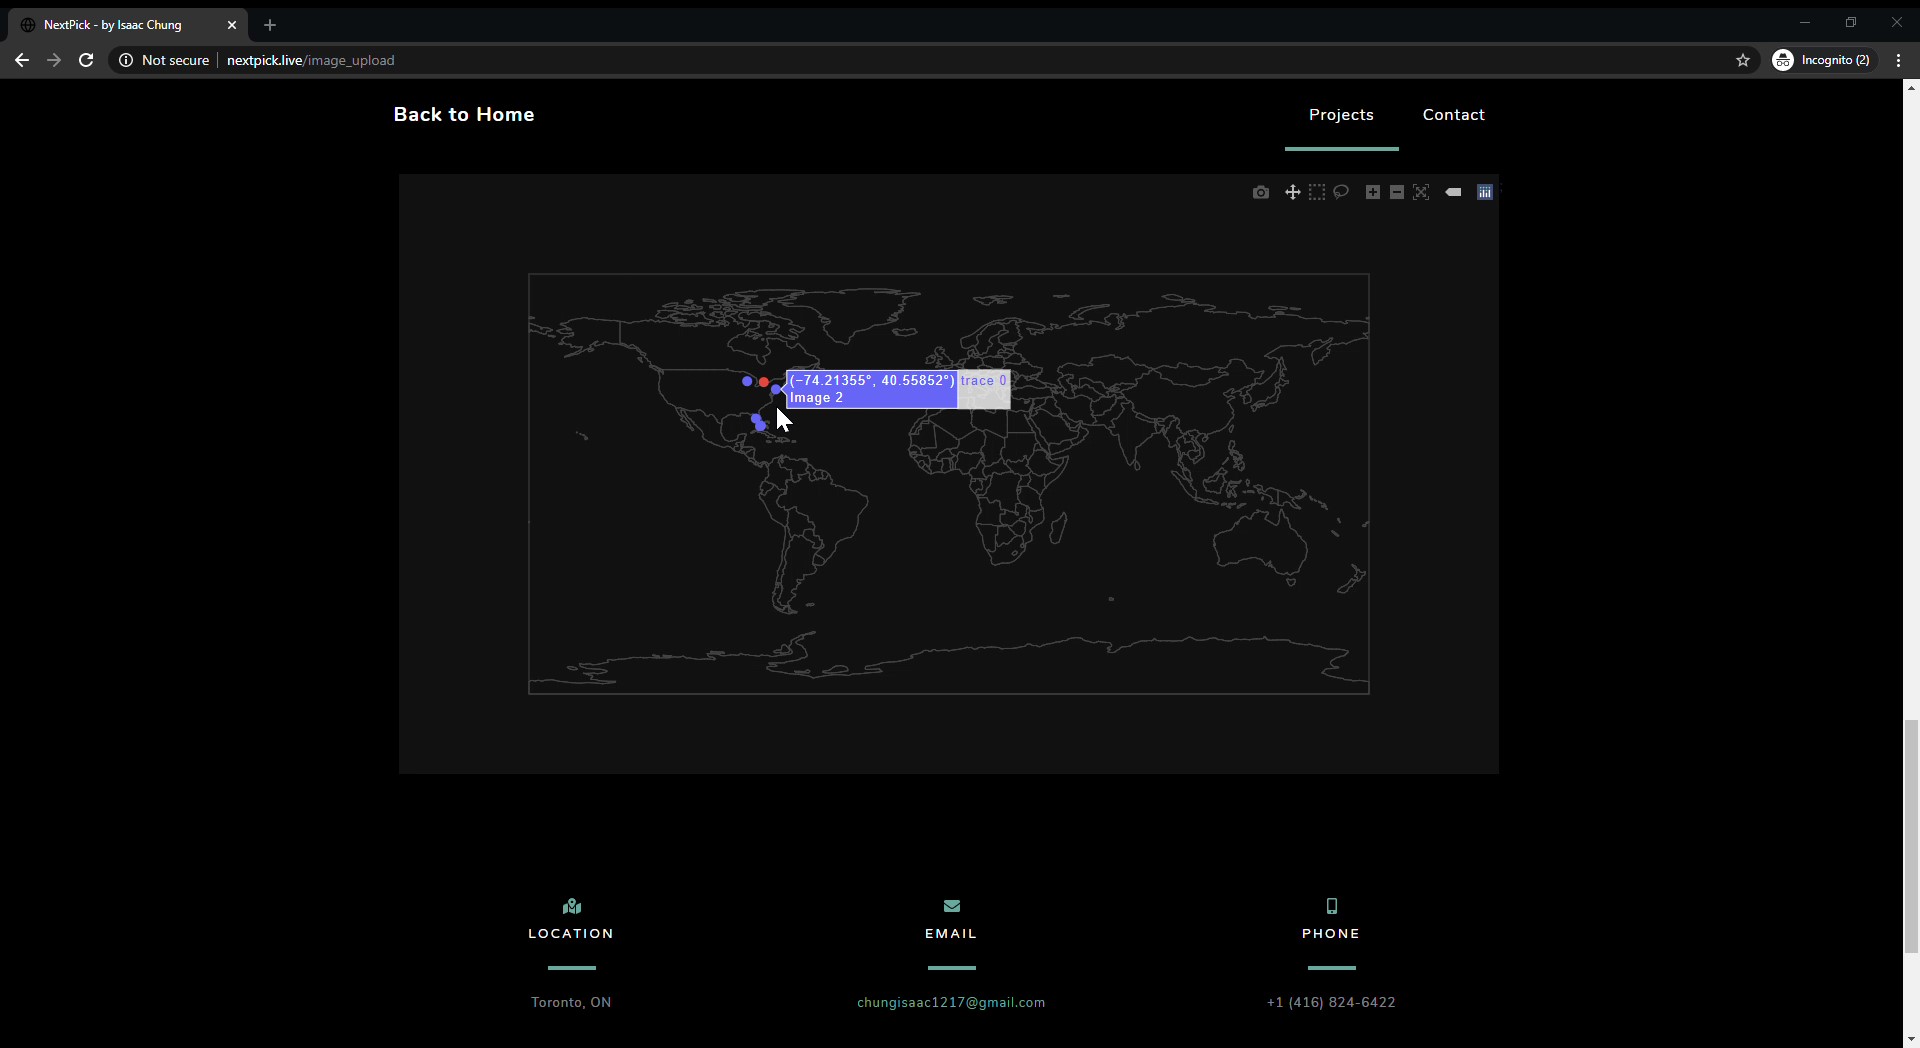 NextPick - by Isaac Chung
Not secure
nextpick.live/image_upload
Incognito (2)
Back to Home
Projects
Contact
(−74.21355°, 40.55852°) trace 0
Image 2
LOCATION
EMAIL
PHONE
Toronto, ON
chungisaac1217@gmail.com
+1 (416) 824-6422